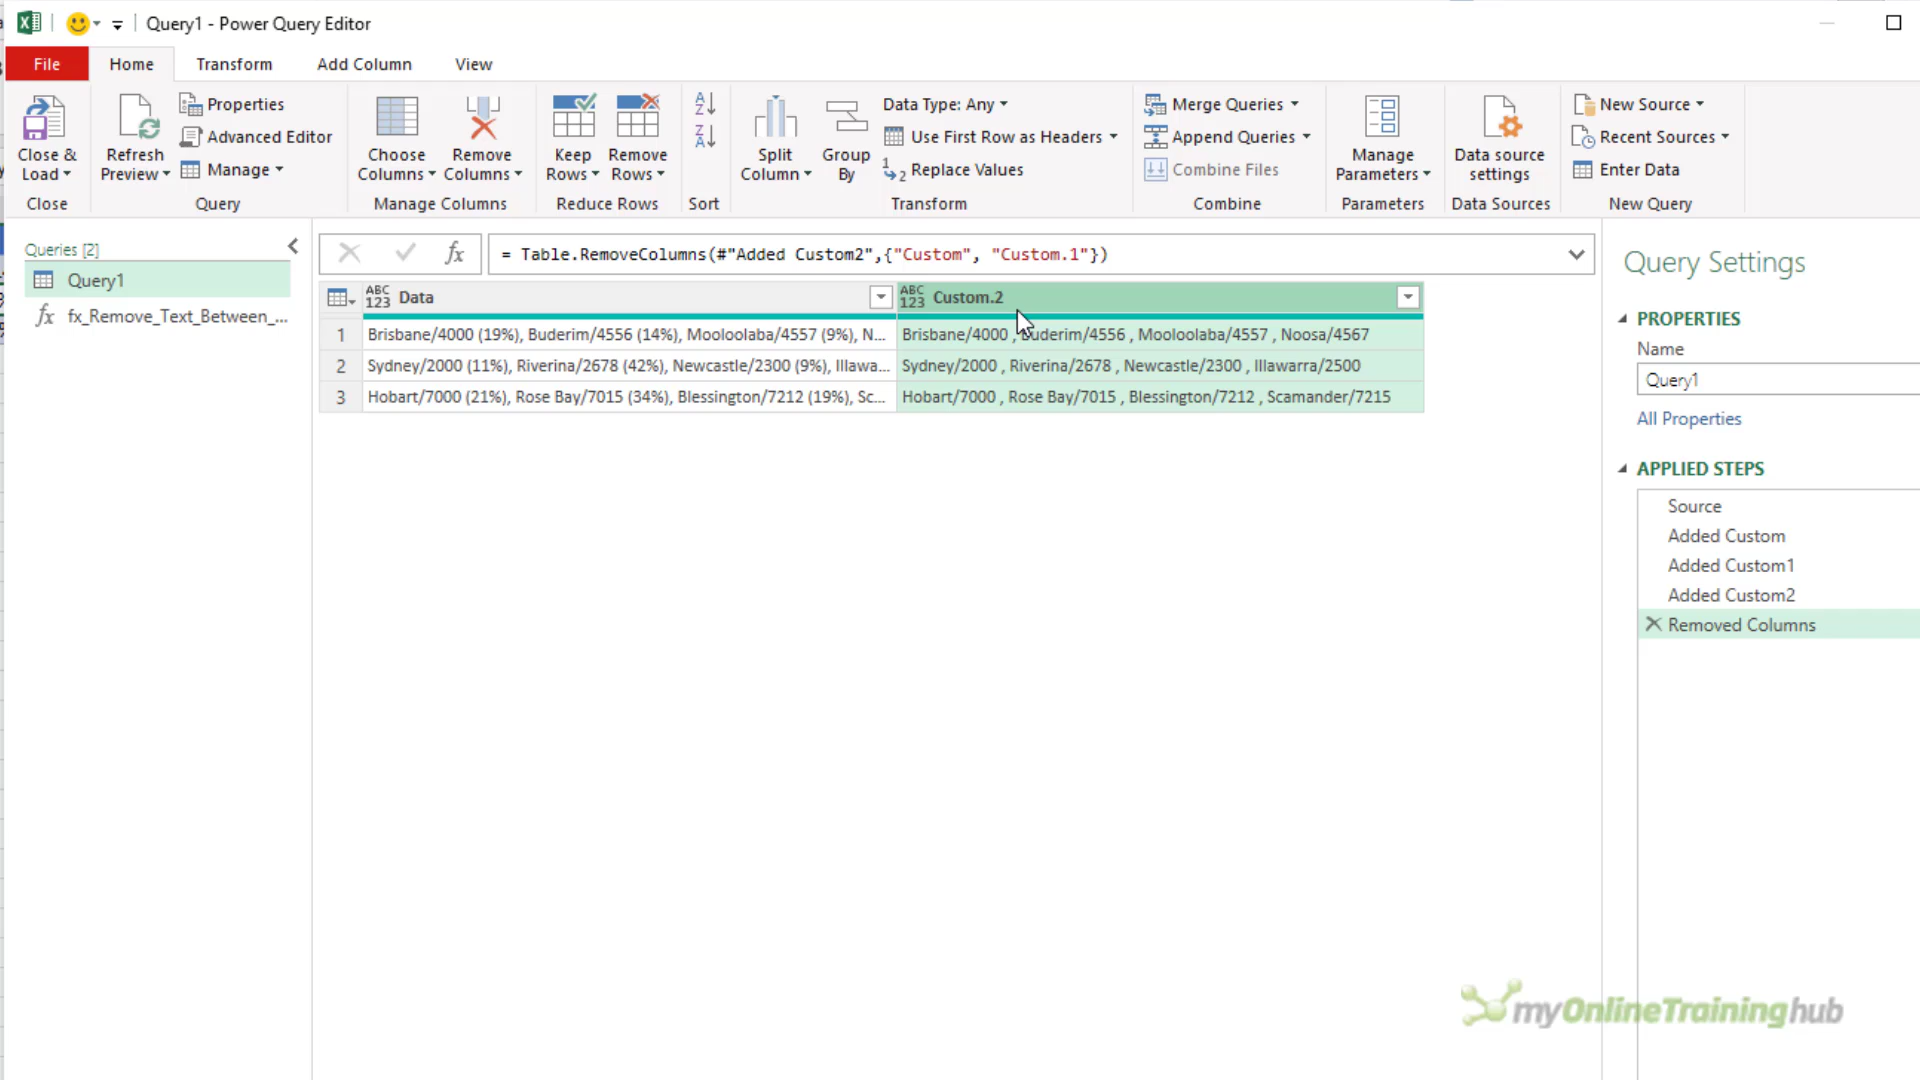 Query1 - Power Query Editor
File
Home
Transform
Add Column
View
Close & Load
Refresh Preview
Properties
Advanced Editor
Manage
Choose Columns
Remove Columns
Keep Rows
Remove Rows
A
Z
Z
A
Split Column
Group By
Data Type: Any
Use First Row as Headers
1 2 Replace Values
Merge Queries
Append Queries
Combine Files
Manage Parameters
Data source settings
New Source
Recent Sources
Enter Data
Close
Query
Manage Columns
Reduce Rows
Sort
Transform
Combine
Parameters
Data Sources
New Query
Queries [2]
Query1
fx fx_Remove_Text_Between_...
fx
= Table.RemoveColumns(#"Added Custom2",{"Custom", "Custom.1"})
ABC 123 Data
ABC 123 Custom.2
1 Brisbane/4000 (19%), Buderim/4556 (14%), Mooloolaba/4557 (9%), N... Brisbane/4000 , Buderim/4556 , Mooloolaba/4557 , Noosa/4567
2 Sydney/2000 (11%), Riverina/2678 (42%), Newcastle/2300 (9%), Illawa... Sydney/2000 , Riverina/2678 , Newcastle/2300 , Illawarra/2500
3 Hobart/7000 (21%), Rose Bay/7015 (34%), Blessington/7212 (19%), Sc... Hobart/7000 , Rose Bay/7015 , Blessington/7212 , Scamander/7215
Query Settings
PROPERTIES
Name
Query1
All Properties
APPLIED STEPS
Source
Added Custom
Added Custom1
Added Custom2
Removed Columns
myOnlineTraininghub